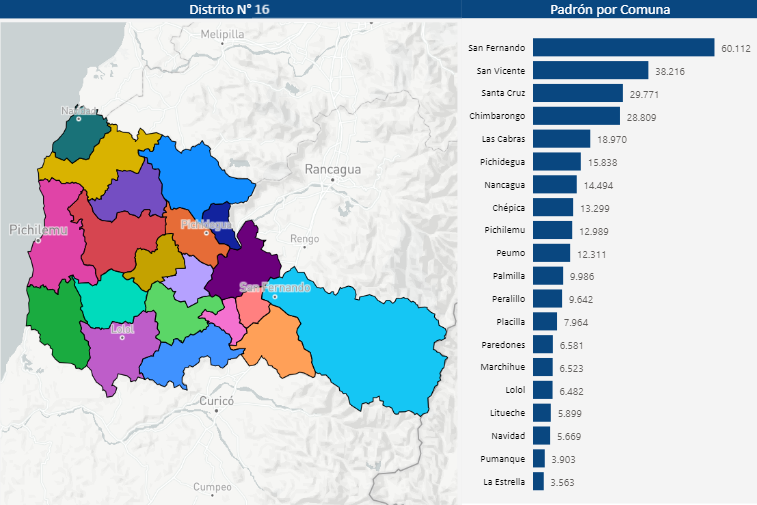 Distrito N° 16
Padrón por Comuna
Melipilla
Navidad
Rancagua
Pichilemu
Pichidegua
Rengo
San Fernando
Lolol
Curicó
Cumpeo
San Fernando 60.112
San Vicente 38.216
Santa Cruz 29.771
Chimbarongo 28.809
Las Cabras 18.970
Pichidegua 15.838
Nancagua 14.494
Chépica 13.299
Pichilemu 12.989
Peumo 12.311
Palmilla 9.986
Peralillo 9.642
Placilla 7.964
Paredones 6.581
Marchihue 6.523
Lolol 6.482
Litueche 5.899
Navidad 5.669
Pumanque 3.903
La Estrella 3.563